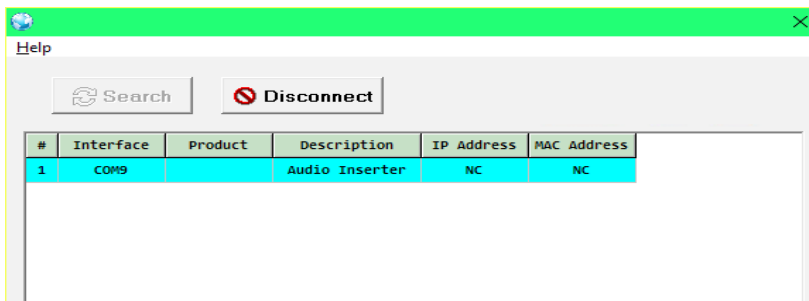 Help
Search Disconnect
# Interface Product Description IP Address MAC Address
1 COM9 Audio Inserter NC NC